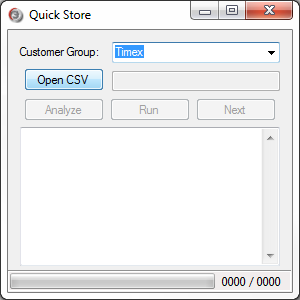 Quick Store
Customer Group: Timex
Open CSV
Analyze Run Next
0000 / 0000